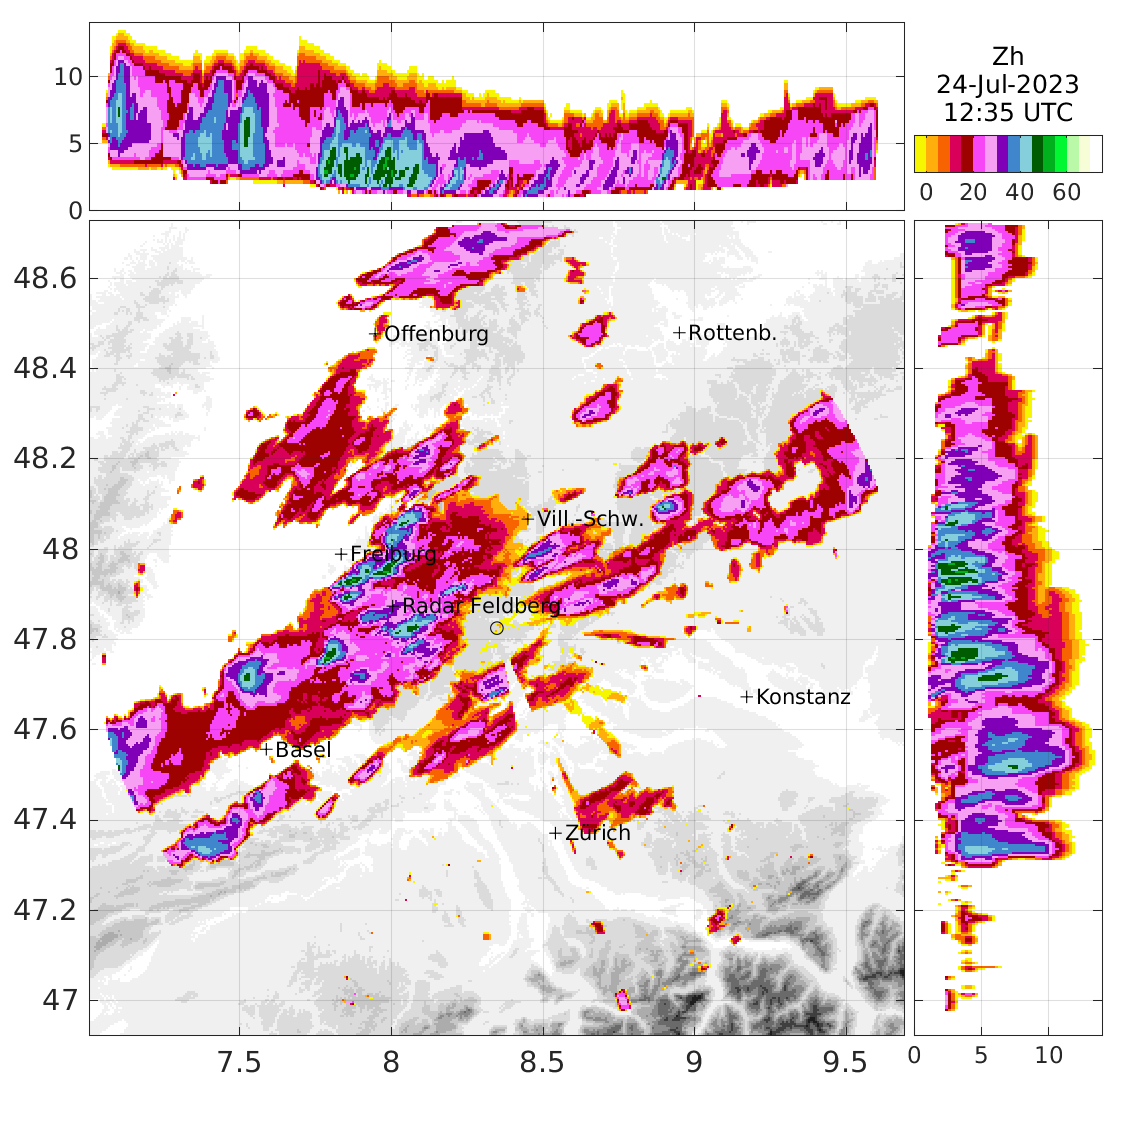 10
5
0
Zh
24-Jul-2023
12:35 UTC
0 20 40 60
48.6
48.4
48.2
48
47.8
47.6
47.4
47.2
47
+Offenburg
+Rottenb.
+Vill.-Schw.
+Freiburg
+Radar Feldberg
+Konstanz
+Basel
+Zürich
7.5 8 8.5 9 9.5
0 5 10